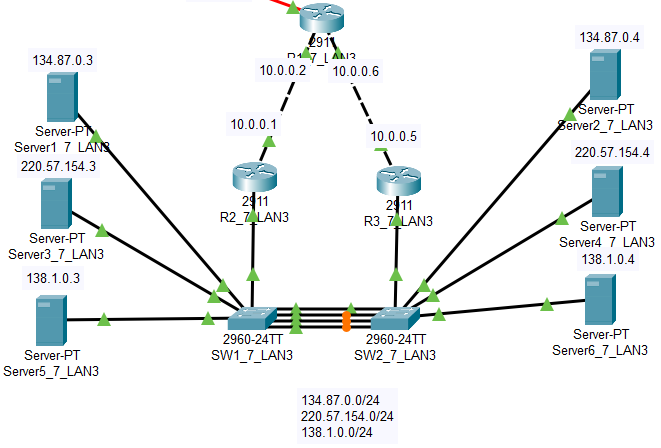 2911
R1_7_LAN3
134.87.0.3
134.87.0.4
10.0.0.2
10.0.0.6
Server-PT
Server1_7_LAN3
Server-PT
Server2_7_LAN3
10.0.0.1
10.0.0.5
220.57.154.3
220.57.154.4
2911
R2_7_LAN3
2911
R3_7_LAN3
Server-PT
Server3_7_LAN3
Server-PT
Server4_7_LAN3
138.1.0.3
138.1.0.4
Server-PT
Server5_7_LAN3
2960-24TT
SW1_7_LAN3
2960-24TT
SW2_7_LAN3
Server-PT
Server6_7_LAN3
134.87.0.0/24
220.57.154.0/24
138.1.0.0/24